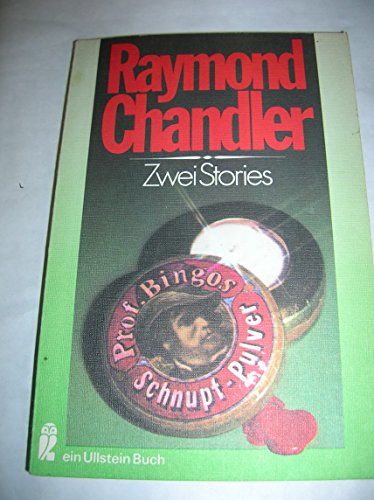 Raymond
Chandler
Zwei Stories
Prof. Bingos
Schnupf-Pulver
ein Ullstein Buch